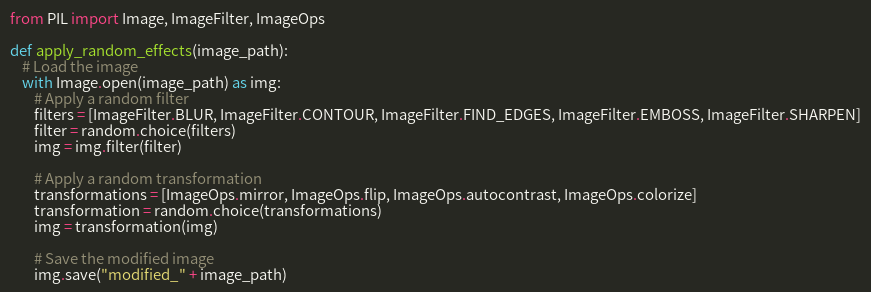 from PIL import Image, ImageFilter, ImageOps

def apply_random_effects(image_path):
    # Load the image
    with Image.open(image_path) as img:
        # Apply a random filter
        filters = [ImageFilter.BLUR, ImageFilter.CONTOUR, ImageFilter.FIND_EDGES, ImageFilter.EMBOSS, ImageFilter.SHARPEN]
        filter = random.choice(filters)
        img = img.filter(filter)

        # Apply a random transformation
        transformations = [ImageOps.mirror, ImageOps.flip, ImageOps.autocontrast, ImageOps.colorize]
        transformation = random.choice(transformations)
        img = transformation(img)

        # Save the modified image
        img.save("modified_" + image_path)